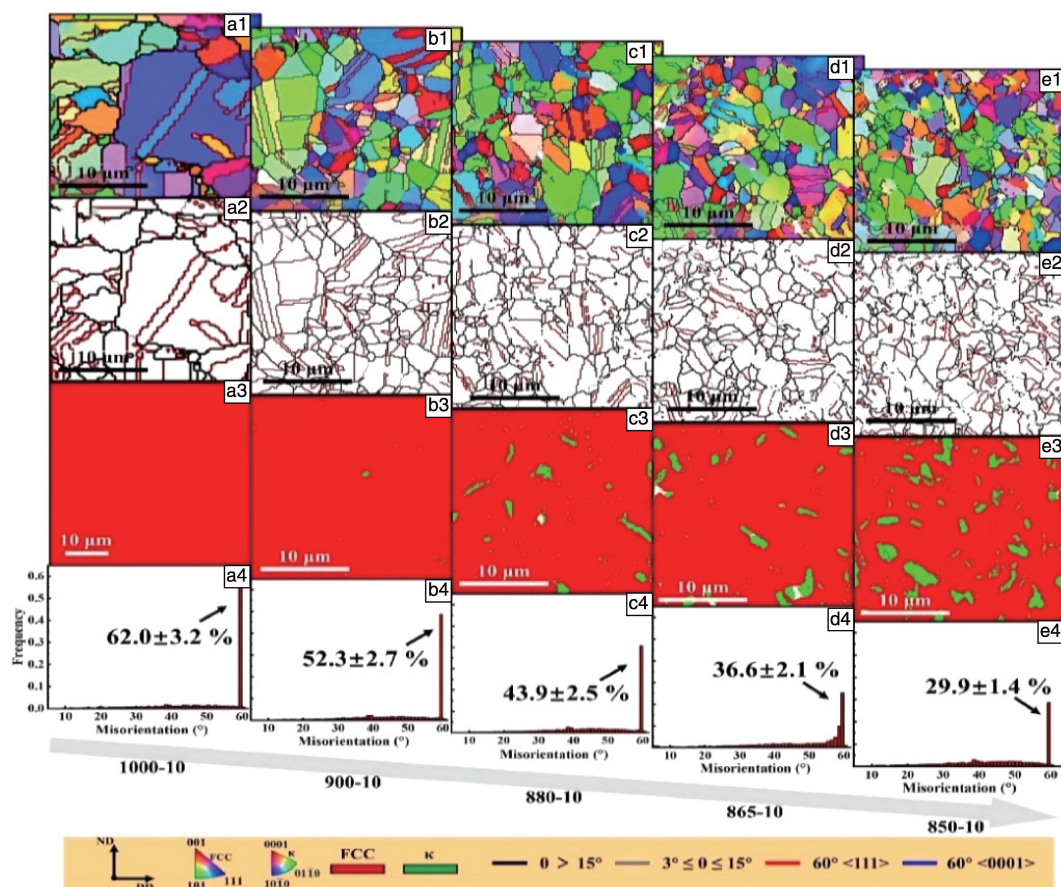 a1
b1
c1
d1
e1
10 µm
10 µm
10 µm
10 µm
10 µm
a2
b2
c2
d2
e2
10 µm
10 µm
10 µm
10 µm
10 µm
a3
b3
c3
d3
e3
10 µm
10 µm
10 µm
10 µm
10 µm
a4
b4
c4
d4
e4
Frequency
0.6
0.5
0.4
0.3
0.2
0.1
0.0
62.0±3.2 %
52.3±2.7 %
43.9±2.5 %
36.6±2.1 %
29.9±1.4 %
10 20 30 40 50 60
Misorientation (°)
10 20 30 40 50 60
Misorientation (°)
10 20 30 40 50 60
Misorientation (°)
10 20 30 40 50 60
Misorientation (°)
10 20 30 40 50 60
Misorientation (°)
1000-10
900-10
880-10
865-10
850-10
ND
001
FCC
101
111
0001
κ
011̅0
101̅0
FCC
κ
θ > 15°
3° ≤ θ ≤ 15°
60° <111>
60° <0001>